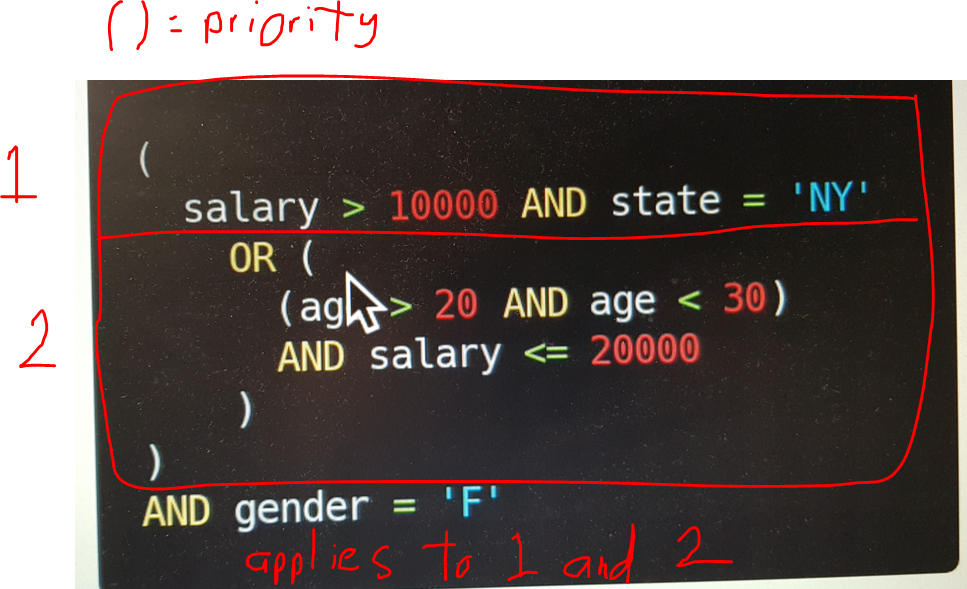 () = priority
1
(
salary > 10000 AND state = 'NY'
2
OR (
(ag > 20 AND age < 30)
AND salary <= 20000
)
)
AND gender = 'F'
applies to 1 and 2